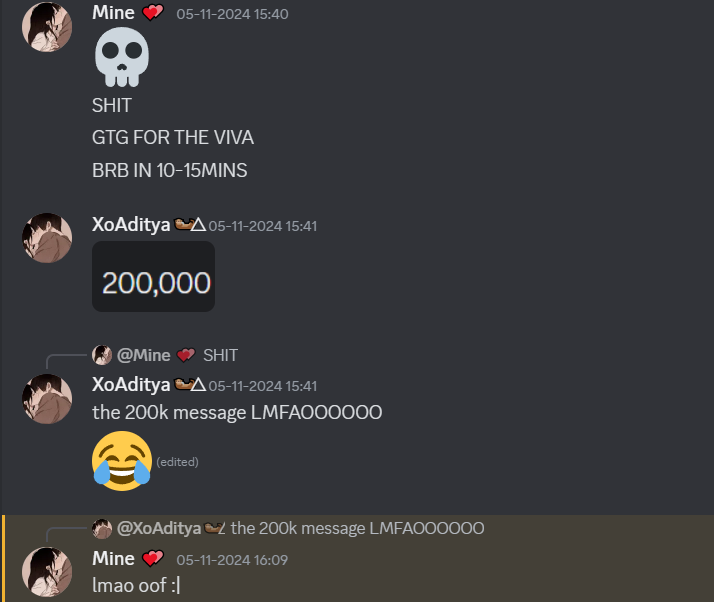 Mine 💕 05-11-2024 15:40
💀
SHIT
GTG FOR THE VIVA
BRB IN 10-15MINS
XoAditya 05-11-2024 15:41
200,000
@Mine 💕 SHIT
XoAditya 05-11-2024 15:41
the 200k message LMFAOOOOOO
😂 (edited)
@XoAditya the 200k message LMFAOOOOOO
Mine 💕 05-11-2024 16:09
lmao oof :|